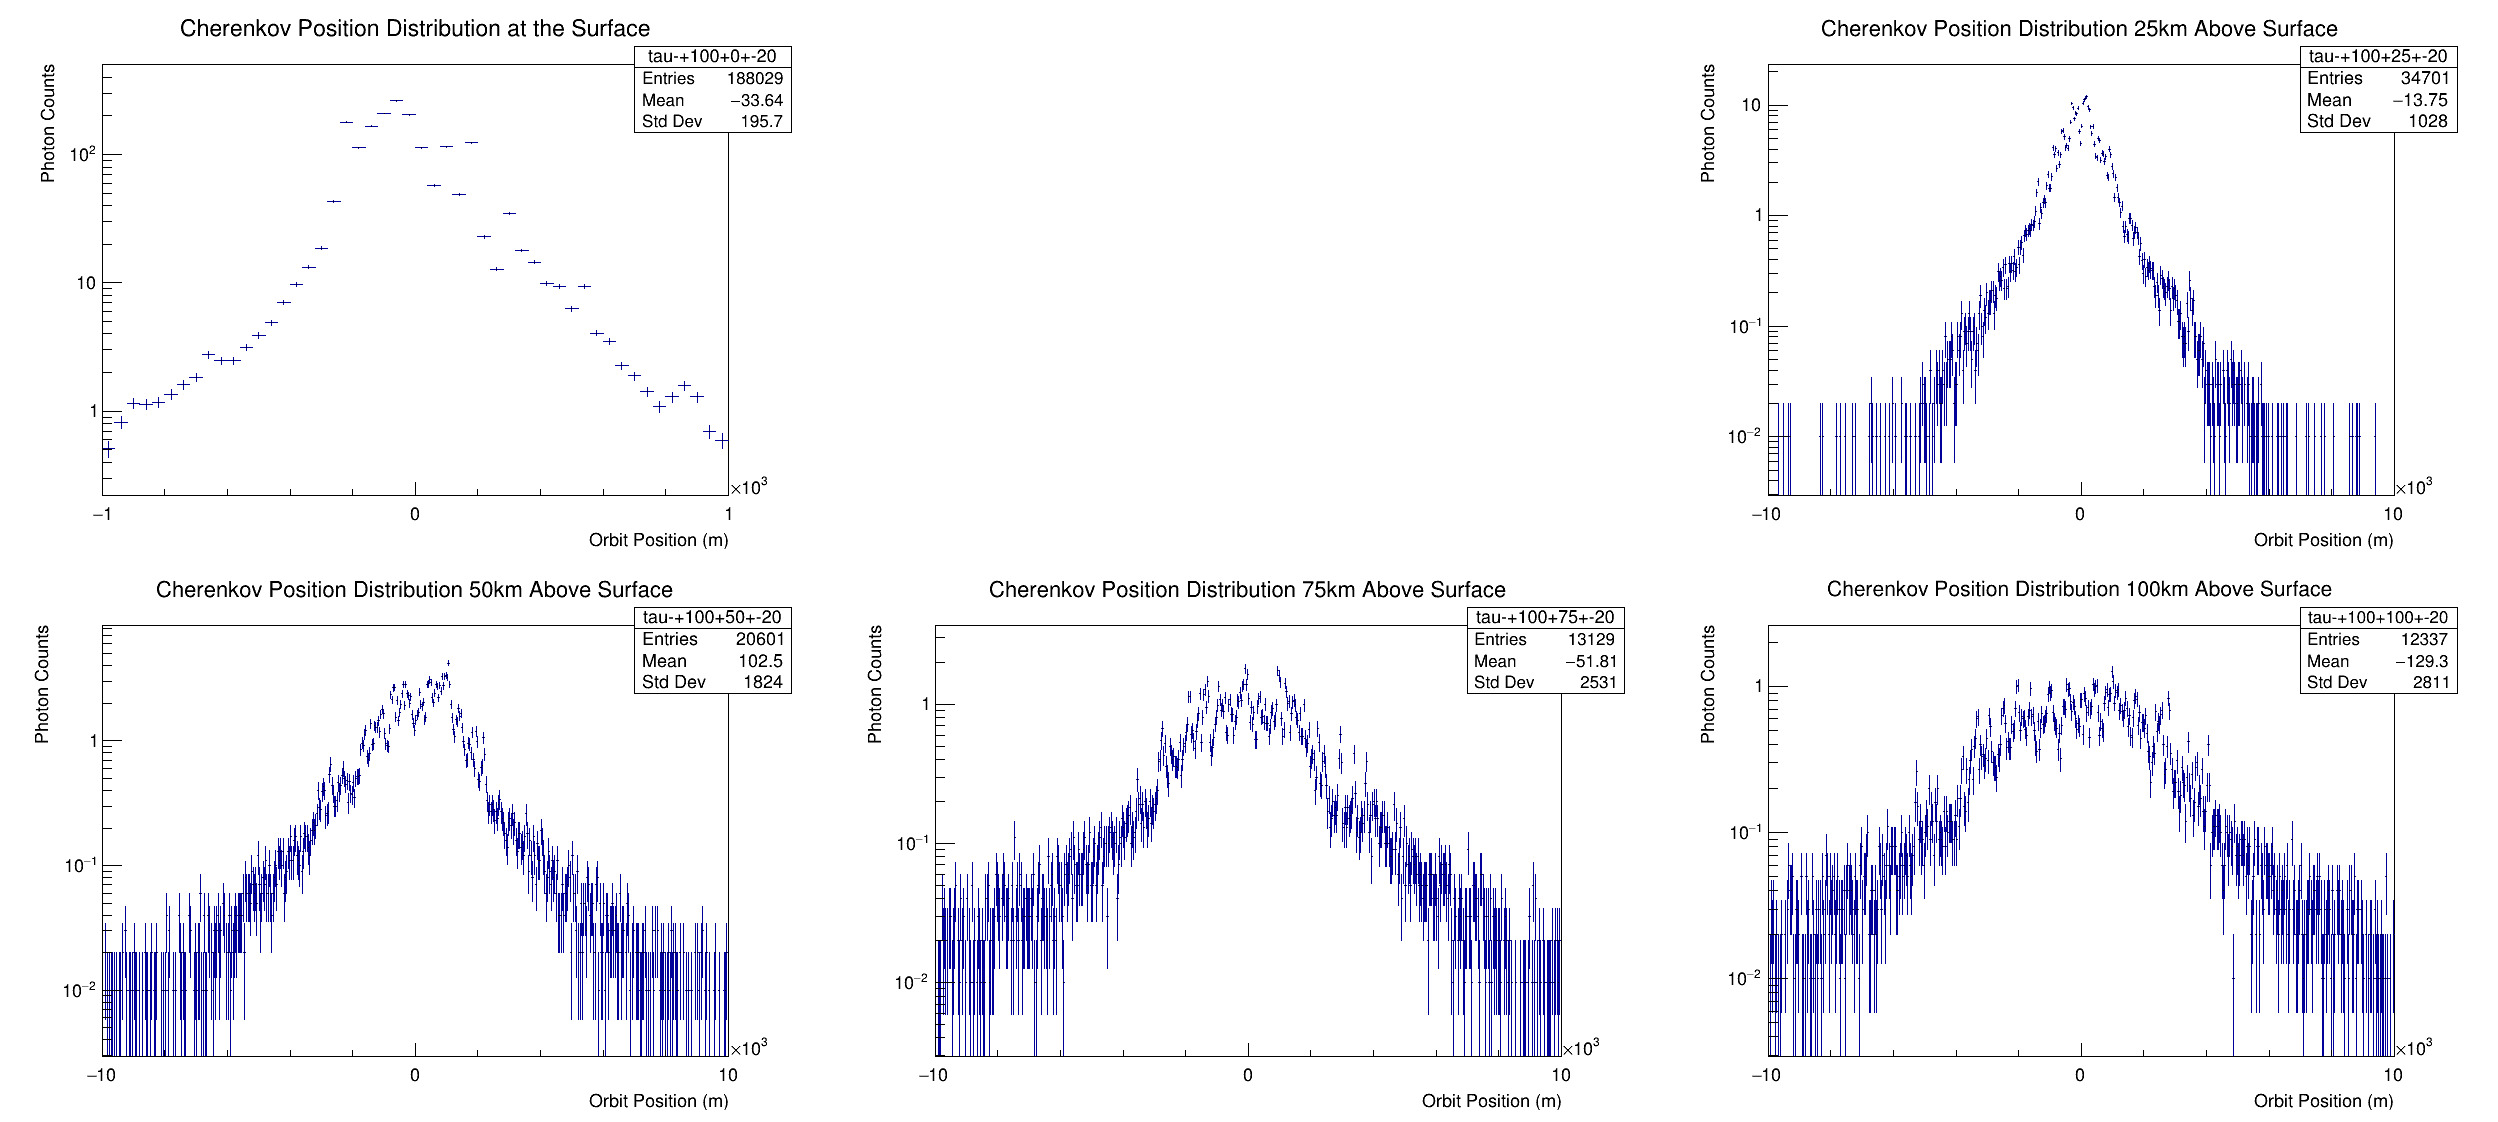 Cherenkov Position Distribution at the Surface
tau-+100+0+-20
Entries 188029
Mean −33.64
Std Dev 195.7
Photon Counts
10²
10
1
−1 0 1
×10³
Orbit Position (m)
Cherenkov Position Distribution 25km Above Surface
tau-+100+25+-20
Entries 34701
Mean −13.75
Std Dev 1028
Photon Counts
10
1
10⁻¹
10⁻²
−10 0 10
×10³
Orbit Position (m)
Cherenkov Position Distribution 50km Above Surface
tau-+100+50+-20
Entries 20601
Mean 102.5
Std Dev 1824
Photon Counts
1
10⁻¹
10⁻²
−10 0 10
×10³
Orbit Position (m)
Cherenkov Position Distribution 75km Above Surface
tau-+100+75+-20
Entries 13129
Mean −51.81
Std Dev 2531
Photon Counts
1
10⁻¹
10⁻²
−10 0 10
×10³
Orbit Position (m)
Cherenkov Position Distribution 100km Above Surface
tau-+100+100+-20
Entries 12337
Mean −129.3
Std Dev 2811
Photon Counts
1
10⁻¹
10⁻²
−10 0 10
×10³
Orbit Position (m)